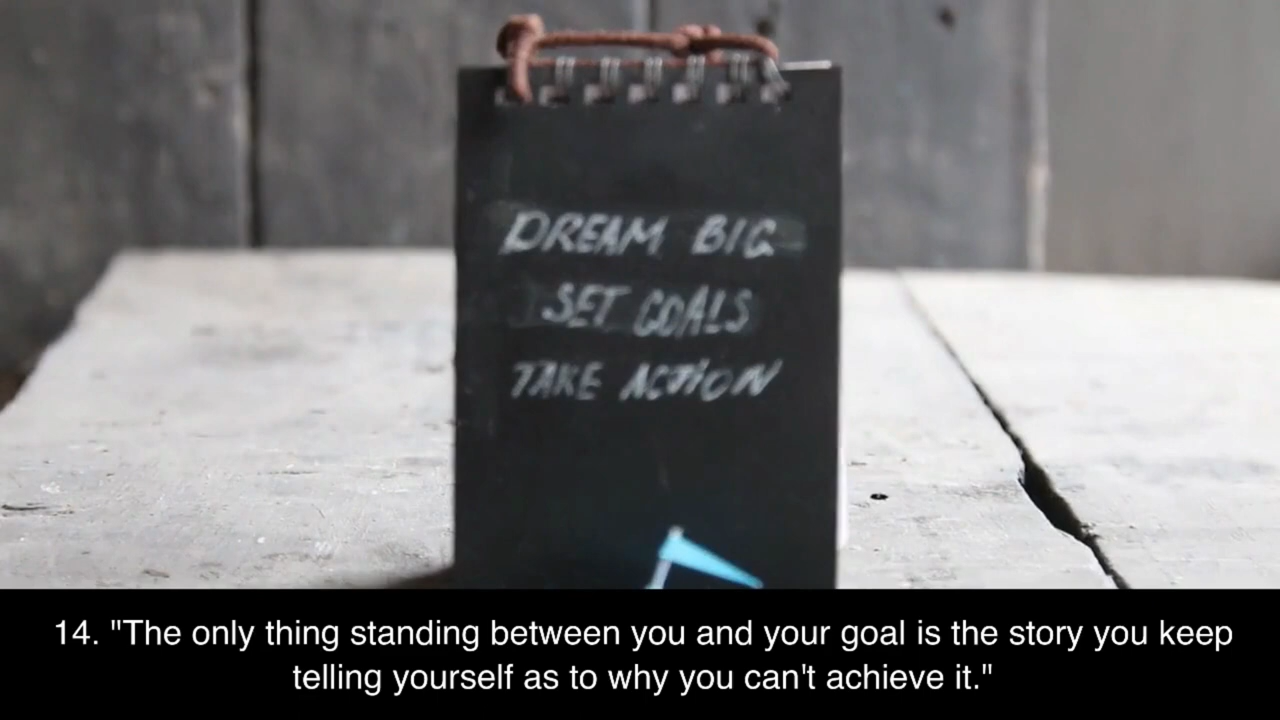 DREAM BIG
SET GOALS
TAKE ACTION
14. "The only thing standing between you and your goal is the story you keep
telling yourself as to why you can't achieve it."